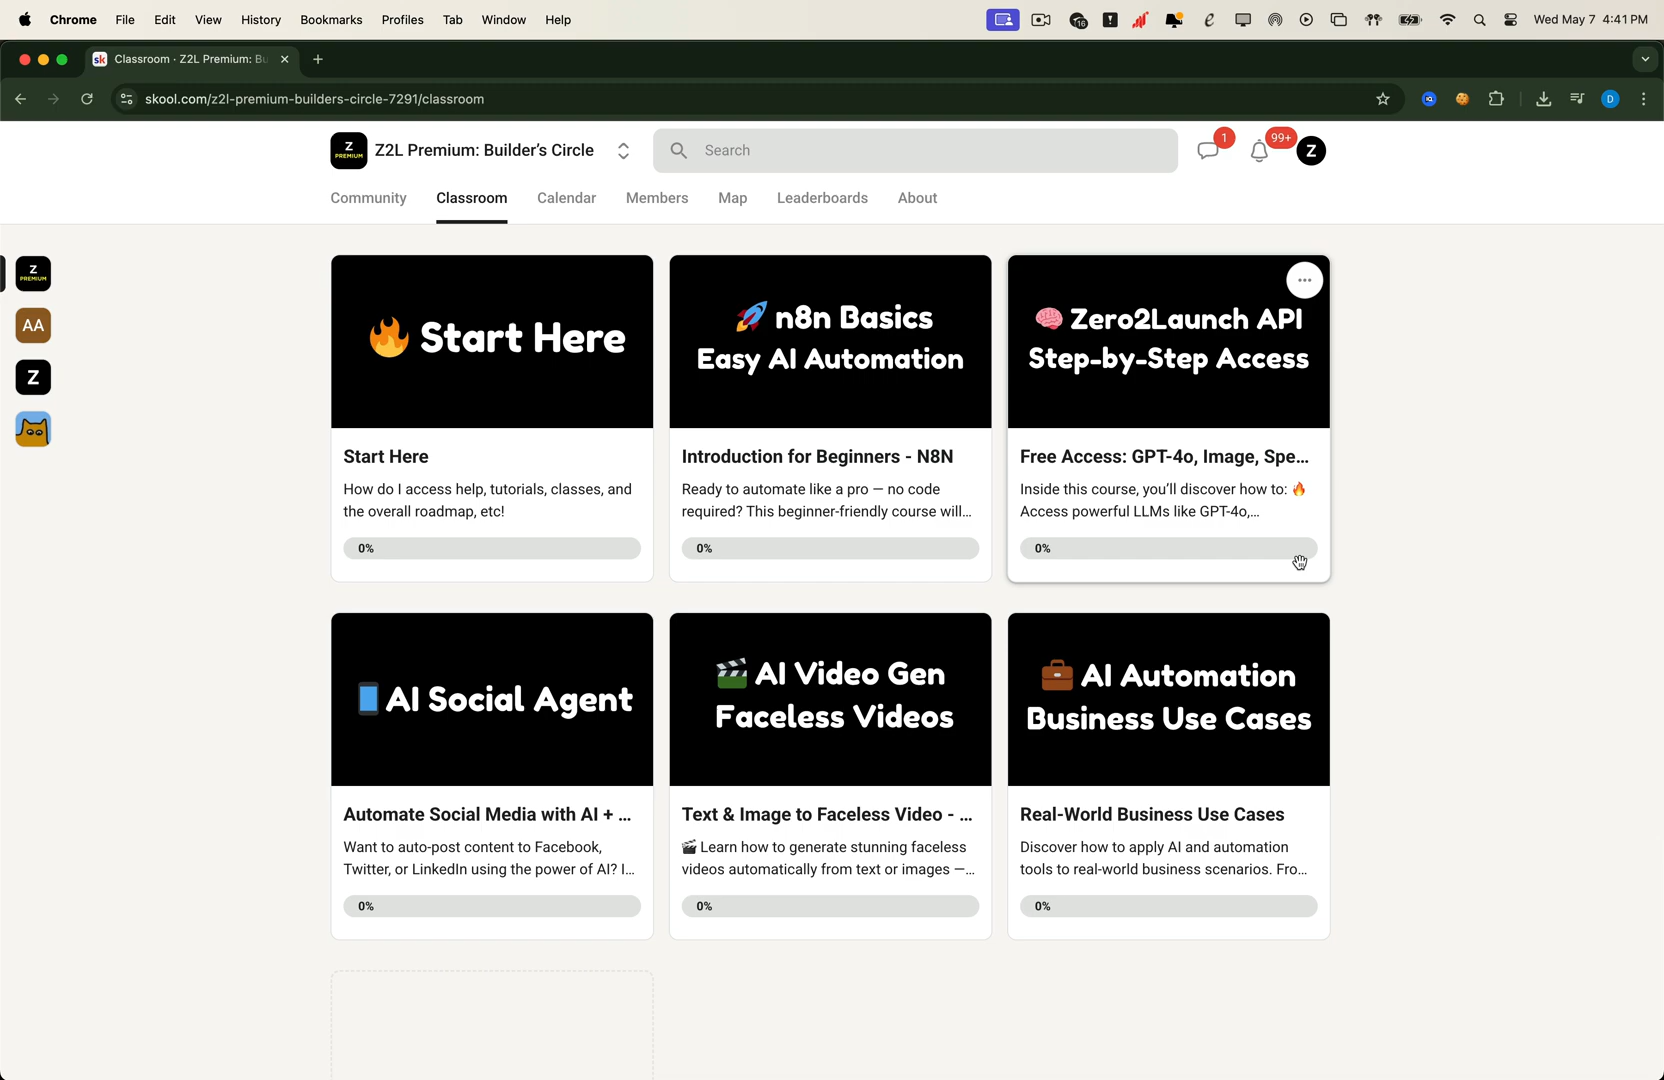 Chrome File Edit View History Bookmarks Profiles Tab Window Help
16
Wed May 7 4:41 PM
sk Classroom · Z2L Premium: Bu
skool.com/z2l-premium-builders-circle-7291/classroom
D
Z
PREMIUM
Z2L Premium: Builder's Circle
Search
1
99+
Z
Community Classroom Calendar Members Map Leaderboards About
Z
PREMIUM
AA
Z
🔥 Start Here
Start Here
How do I access help, tutorials, classes, and
the overall roadmap, etc!
0%
🚀 n8n Basics
Easy AI Automation
Introduction for Beginners - N8N
Ready to automate like a pro — no code
required? This beginner-friendly course will...
0%
🧠 Zero2Launch API
Step-by-Step Access
Free Access: GPT-4o, Image, Spe...
Inside this course, you'll discover how to: 🔥
Access powerful LLMs like GPT-4o,...
0%
📱 AI Social Agent
Automate Social Media with AI + ...
Want to auto-post content to Facebook,
Twitter, or LinkedIn using the power of AI? I...
0%
🎬 AI Video Gen
Faceless Videos
Text & Image to Faceless Video - ...
🎬 Learn how to generate stunning faceless
videos automatically from text or images —...
0%
💼 AI Automation
Business Use Cases
Real-World Business Use Cases
Discover how to apply AI and automation
tools to real-world business scenarios. Fro...
0%